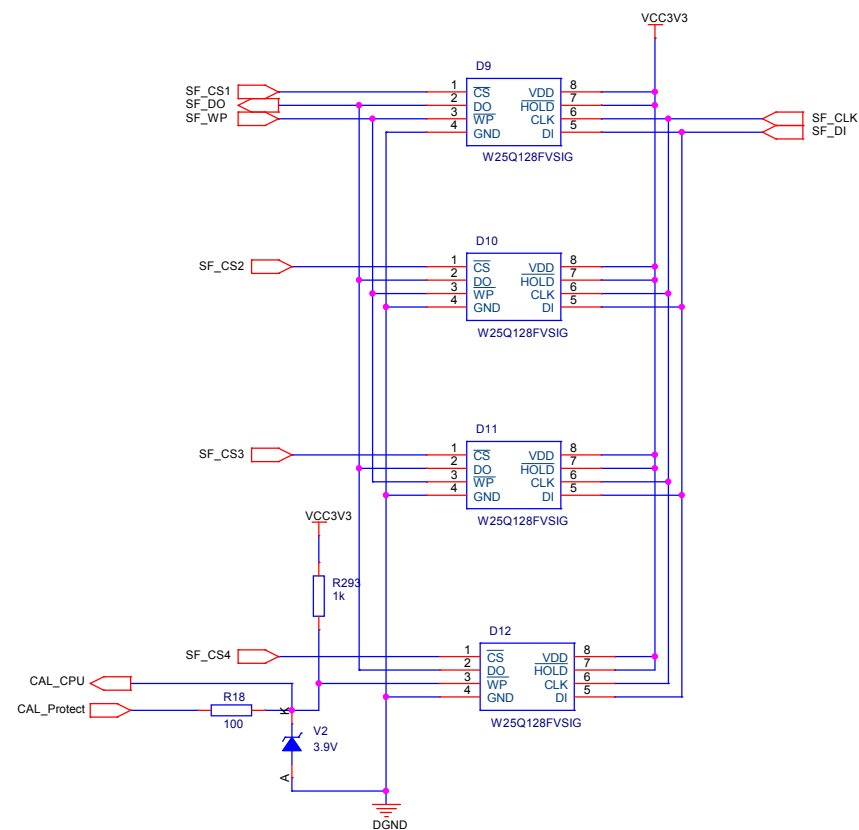 VCC3V3
D9
SF_CS1 1 CS VDD 8
SF_DO 2 DO HOLD 7
SF_WP 3 WP CLK 6 SF_CLK
4 GND DI 5 SF_DI
W25Q128FVSIG
D10
SF_CS2 1 CS VDD 8
2 DO HOLD 7
3 WP CLK 6
4 GND DI 5
W25Q128FVSIG
D11
SF_CS3 1 CS VDD 8
2 DO HOLD 7
3 WP CLK 6
4 GND DI 5
W25Q128FVSIG
VCC3V3
R293
1k
D12
SF_CS4 1 CS VDD 8
2 DO HOLD 7
CAL_CPU 3 WP CLK 6
4 GND DI 5
W25Q128FVSIG
CAL_Protect R18 K
100
V2
3.9V
A
DGND